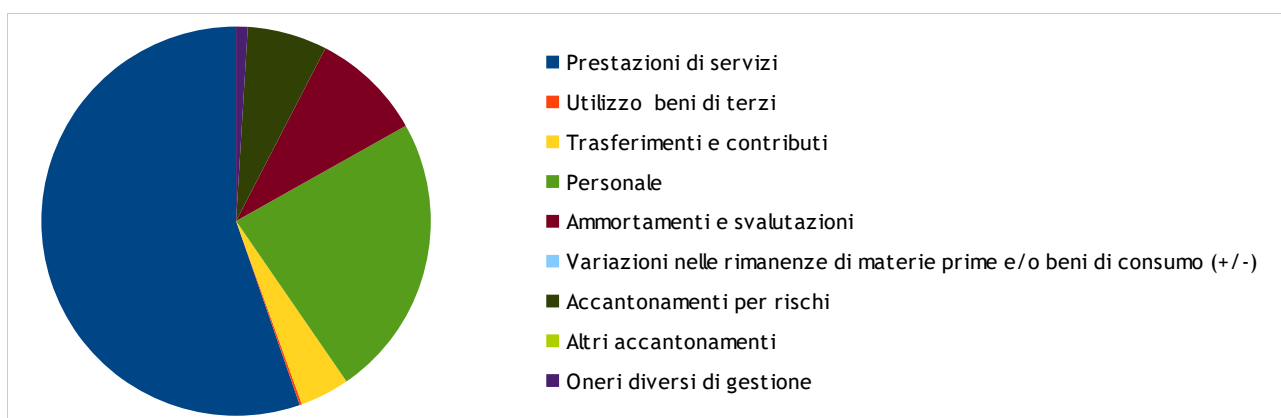 Prestazioni di servizi
Utilizzo beni di terzi
Trasferimenti e contributi
Personale
Ammortamenti e svalutazioni
Variazioni nelle rimanenze di materie prime e/o beni di consumo (+/-)
Accantonamenti per rischi
Altri accantonamenti
Oneri diversi di gestione